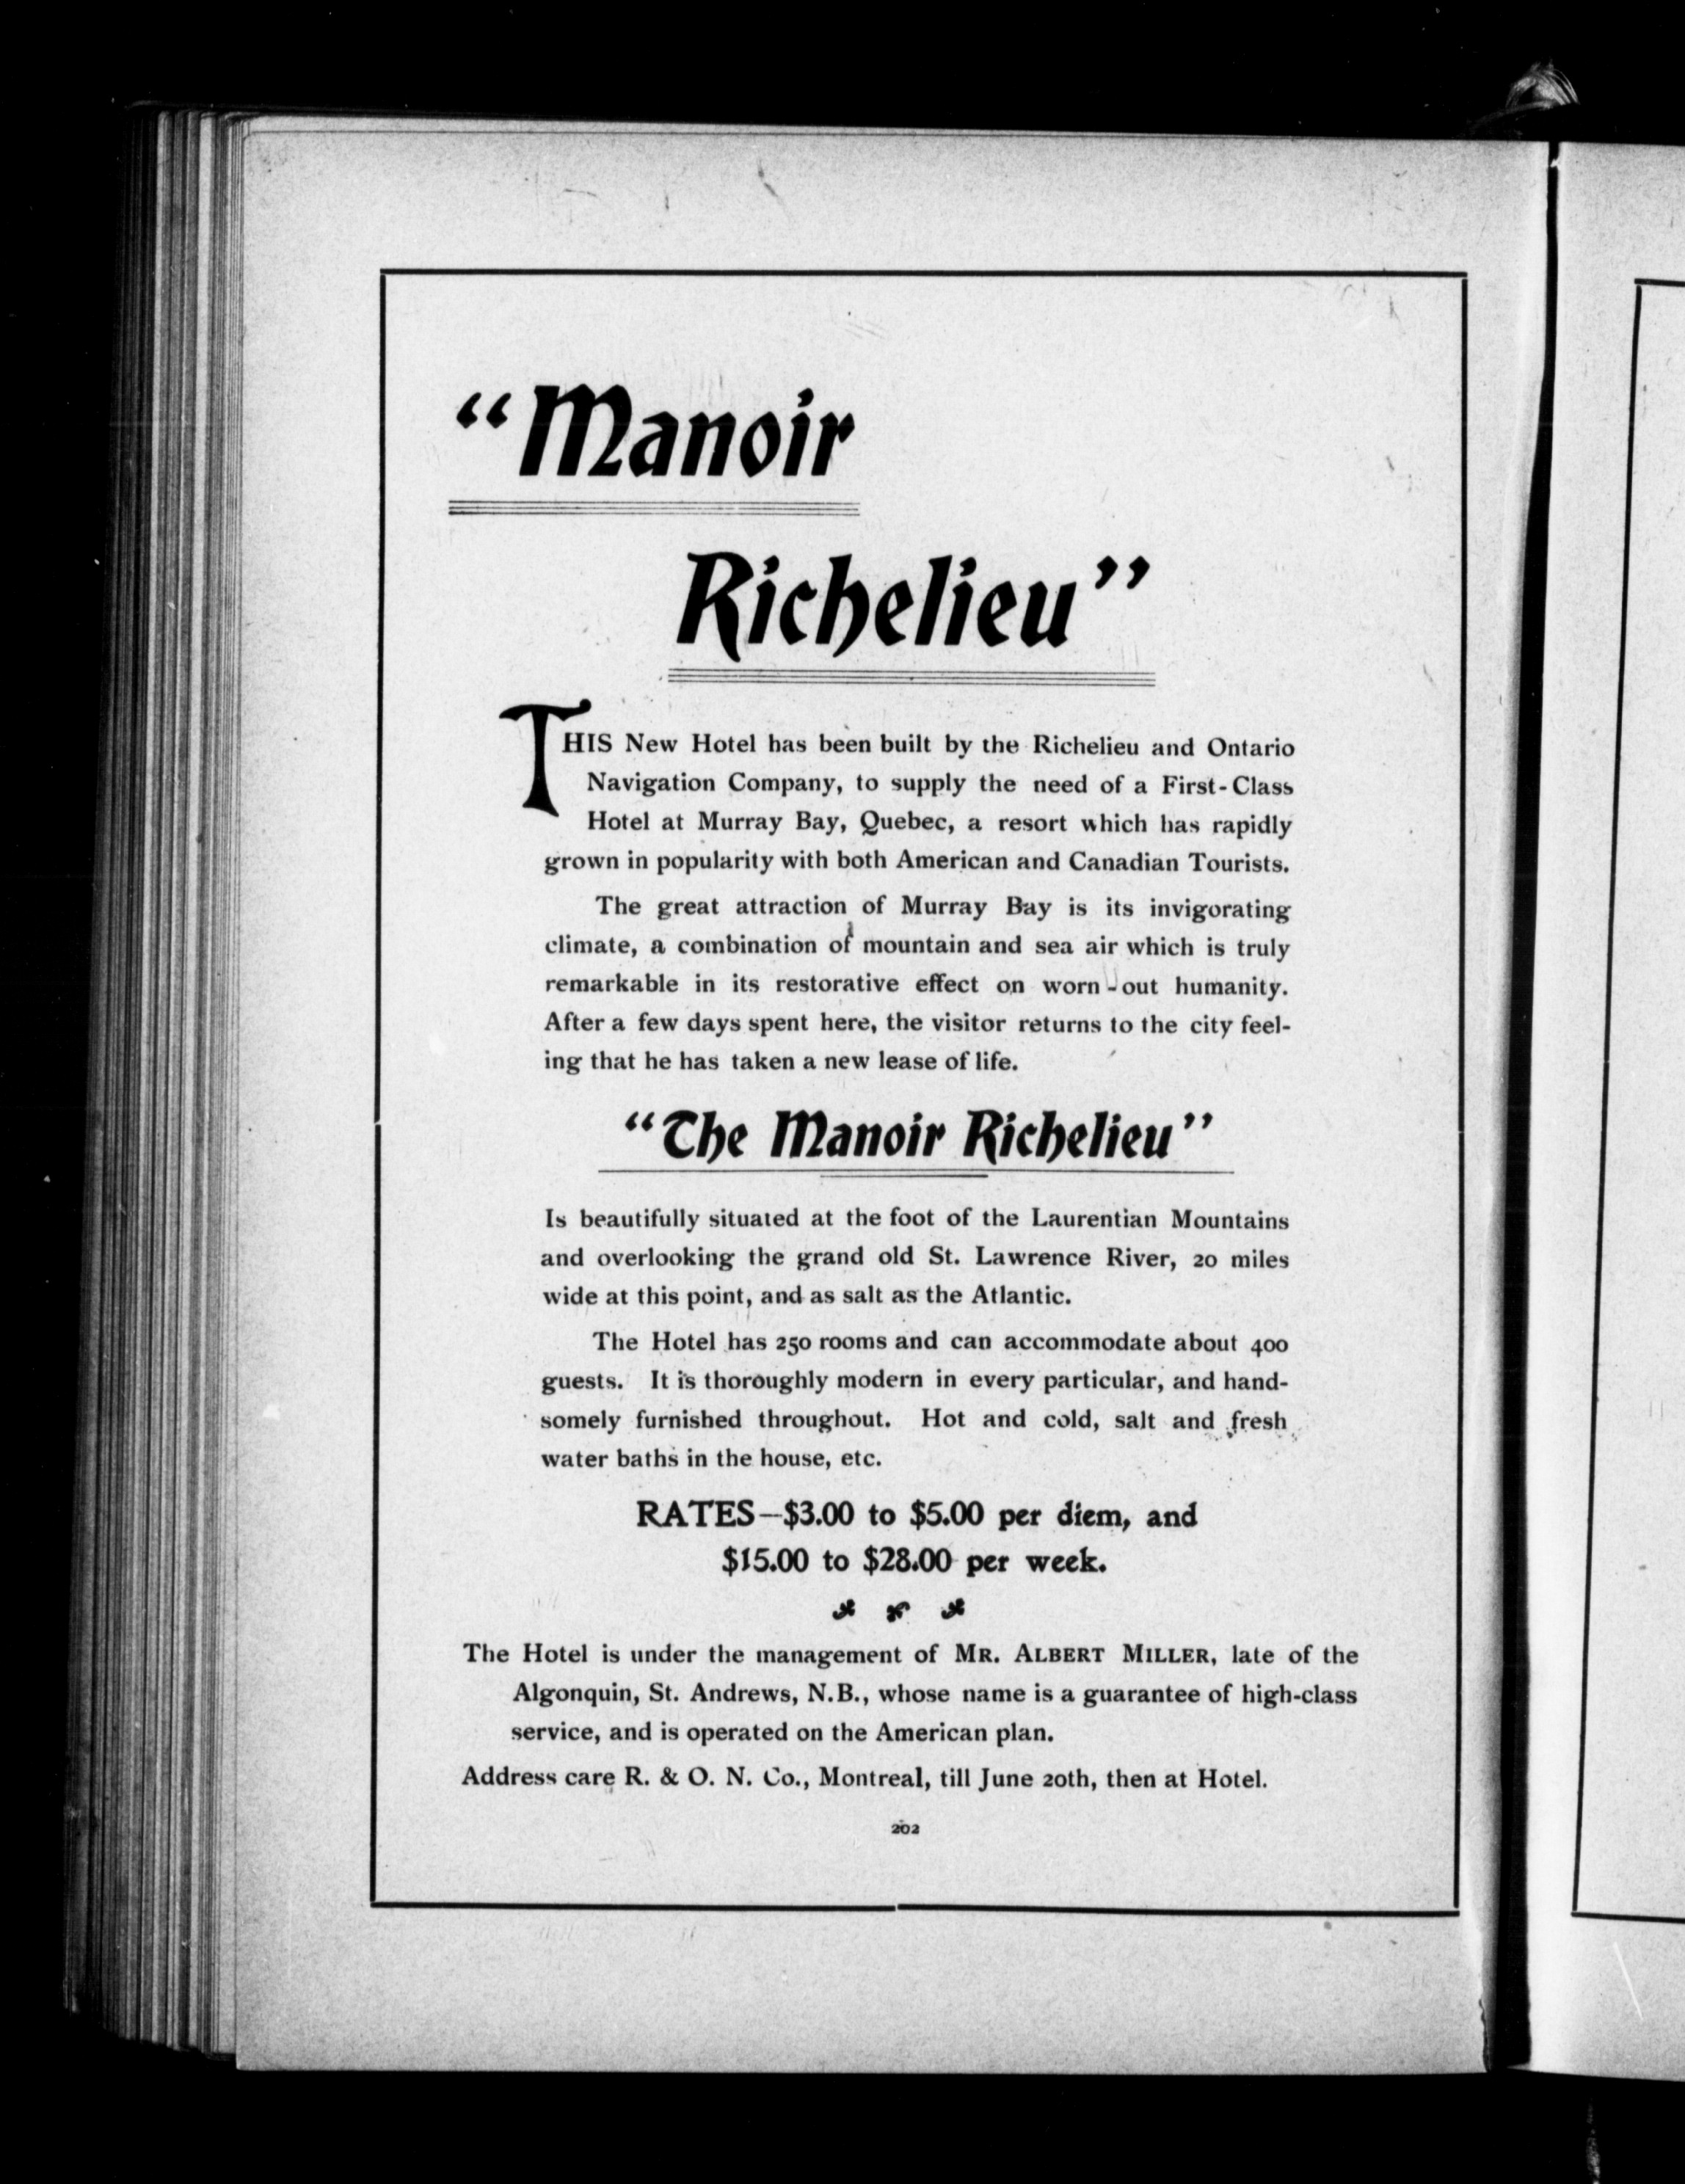 “Manoir
Richelieu”
THIS New Hotel has been built by the Richelieu and Ontario
Navigation Company, to supply the need of a First-Class
Hotel at Murray Bay, Quebec, a resort which has rapidly
grown in popularity with both American and Canadian Tourists.
The great attraction of Murray Bay is its invigorating
climate, a combination of mountain and sea air which is truly
remarkable in its restorative effect on worn-out humanity.
After a few days spent here, the visitor returns to the city feel-
ing that he has taken a new lease of life.
“The Manoir Richelieu”
Is beautifully situated at the foot of the Laurentian Mountains
and overlooking the grand old St. Lawrence River, 20 miles
wide at this point, and as salt as the Atlantic.
The Hotel has 250 rooms and can accommodate about 400
guests. It is thoroughly modern in every particular, and hand-
somely furnished throughout. Hot and cold, salt and fresh
water baths in the house, etc.
RATES—$3.00 to $5.00 per diem, and
$15.00 to $28.00 per week.
The Hotel is under the management of MR. ALBERT MILLER, late of the
Algonquin, St. Andrews, N.B., whose name is a guarantee of high-class
service, and is operated on the American plan.
Address care R. & O. N. Co., Montreal, till June 20th, then at Hotel.
202